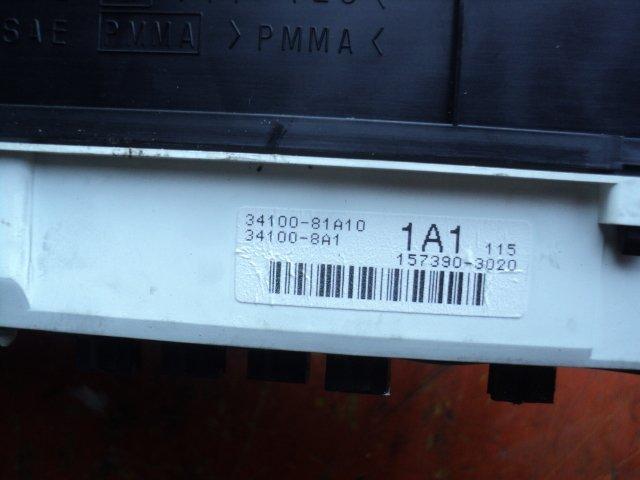 SAE PMMA >PMMA<
34100-81A10
34100-8A1
1A1 115
157390-3020